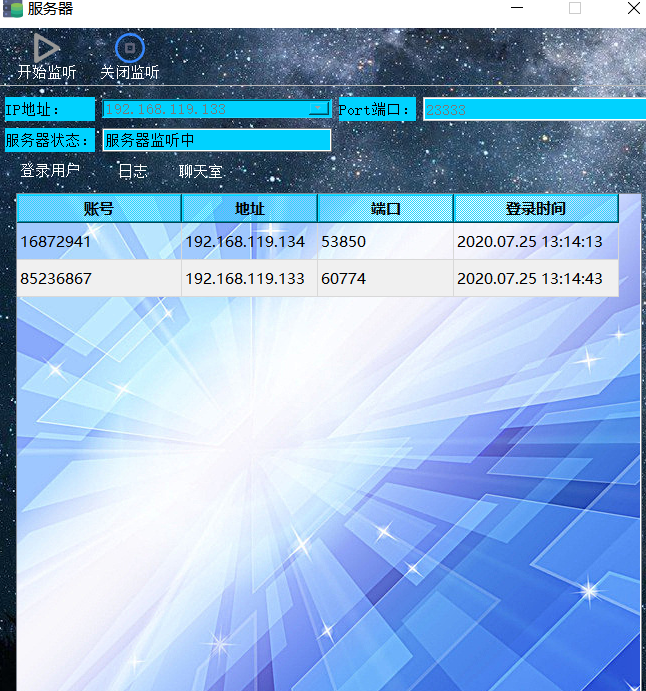 服务器
开始监听 关闭监听
IP地址： 192.168.119.133 Port端口： 23333
服务器状态： 服务器监听中
登录用户 日志 聊天室
账号 地址 端口 登录时间
16872941 192.168.119.134 53850 2020.07.25 13:14:13
85236867 192.168.119.133 60774 2020.07.25 13:14:43